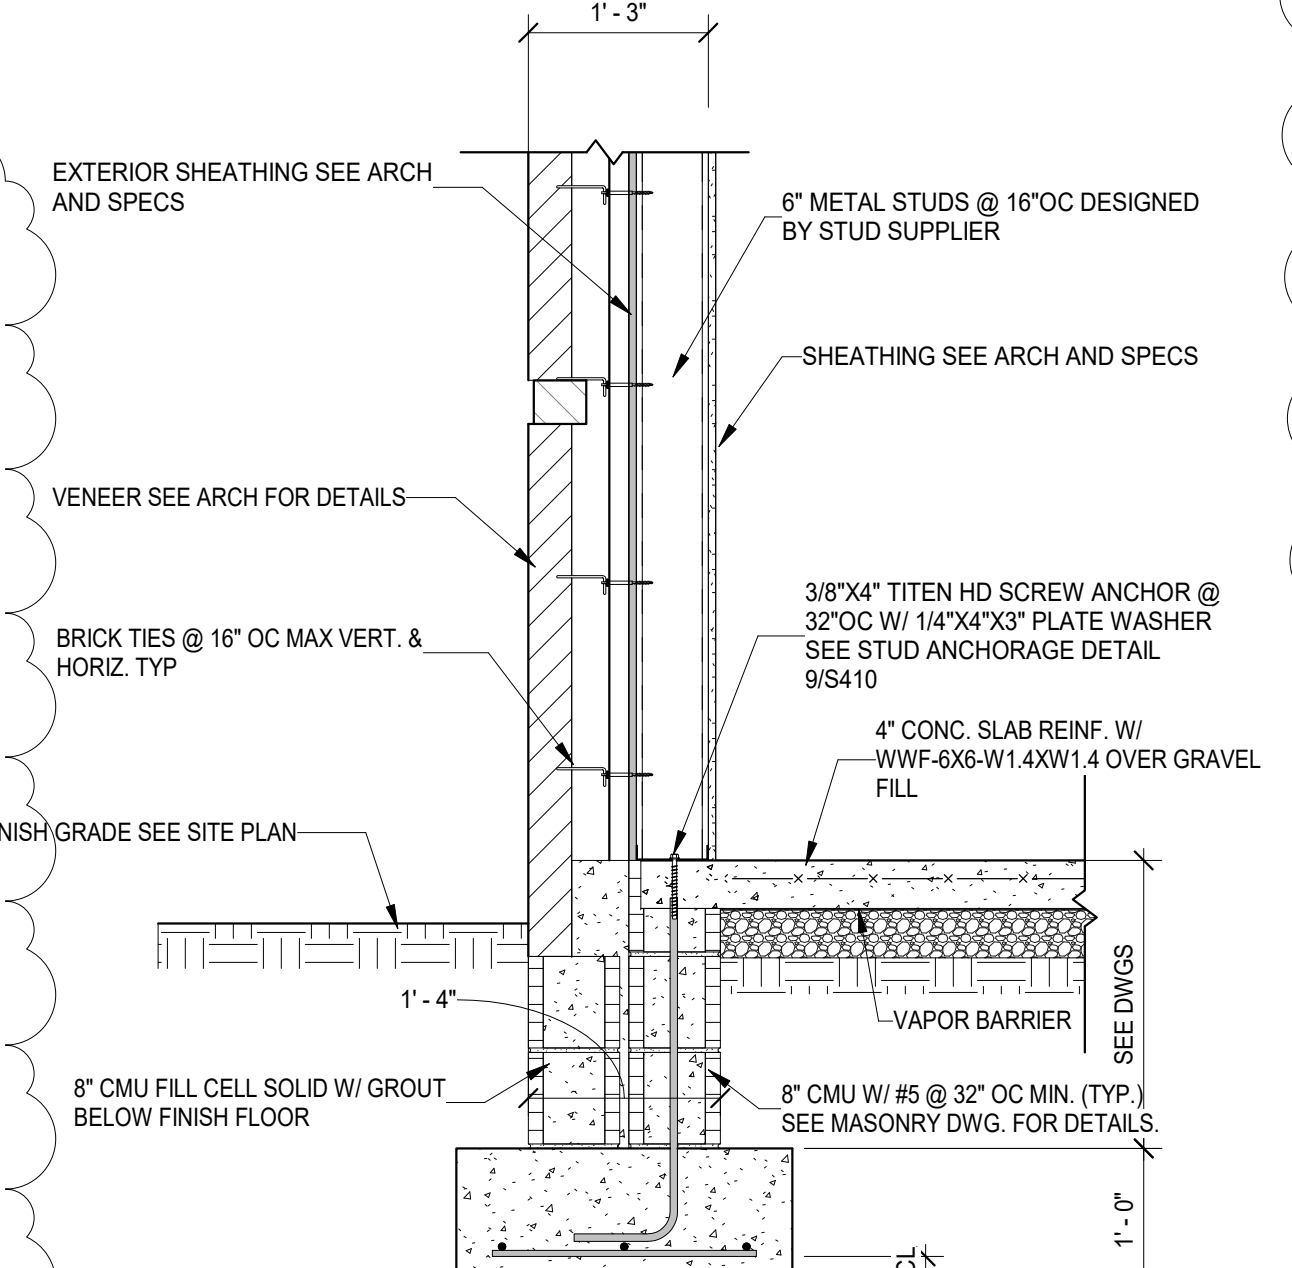 1' - 3"
EXTERIOR SHEATHING SEE ARCH
AND SPECS
6" METAL STUDS @ 16"OC DESIGNED
BY STUD SUPPLIER
SHEATHING SEE ARCH AND SPECS
VENEER SEE ARCH FOR DETAILS
3/8"X4" TITEN HD SCREW ANCHOR @
32"OC W/ 1/4"X4"X3" PLATE WASHER
SEE STUD ANCHORAGE DETAIL
9/S410
BRICK TIES @ 16" OC MAX VERT. &
HORIZ. TYP
4" CONC. SLAB REINF. W/
WWF-6X6-W1.4XW1.4 OVER GRAVEL
FILL
NISH GRADE SEE SITE PLAN
1' - 4"
VAPOR BARRIER
SEE DWGS
8" CMU FILL CELL SOLID W/ GROUT
BELOW FINISH FLOOR
8" CMU W/ #5 @ 32" OC MIN. (TYP.)
SEE MASONRY DWG. FOR DETAILS.
1' - 0"
CL